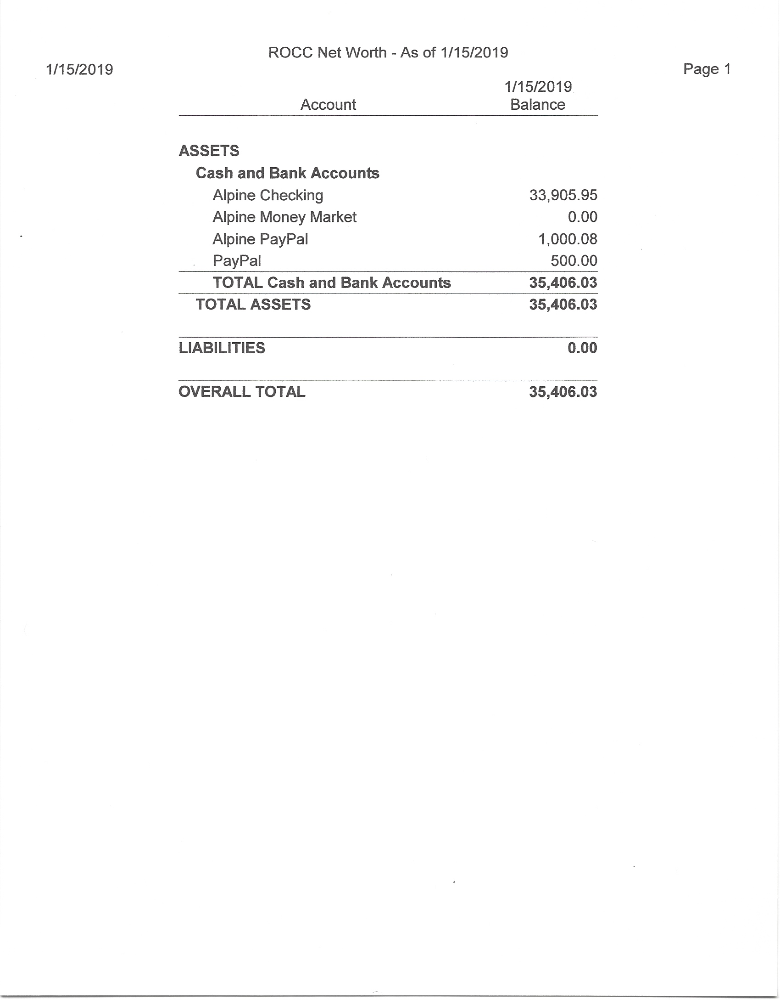 ROCC Net Worth - As of 1/15/2019
1/15/2019 Page 1
1/15/2019
Account Balance
ASSETS
Cash and Bank Accounts
Alpine Checking 33,905.95
Alpine Money Market 0.00
Alpine PayPal 1,000.08
PayPal 500.00
TOTAL Cash and Bank Accounts 35,406.03
TOTAL ASSETS 35,406.03
LIABILITIES 0.00
OVERALL TOTAL 35,406.03